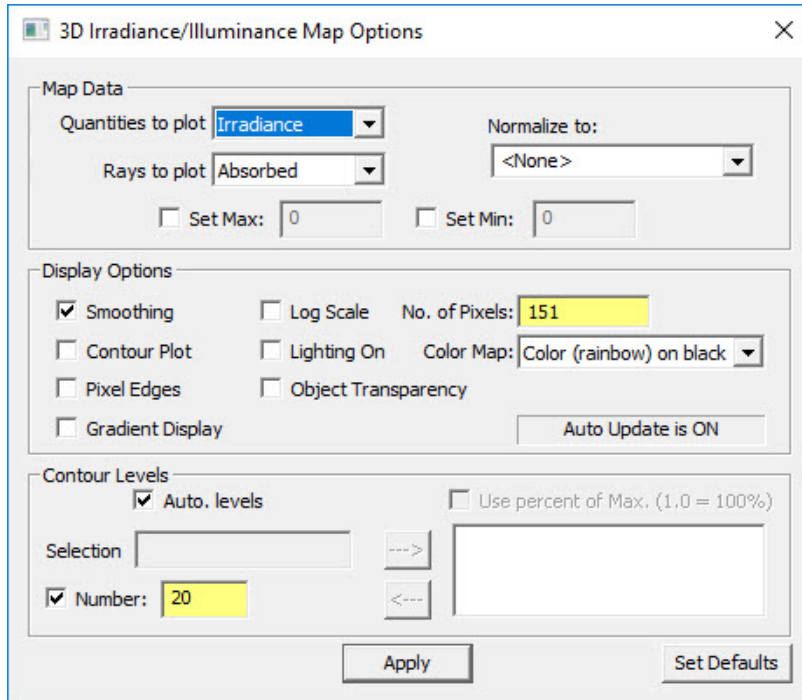 3D Irradiance/Illuminance Map Options
Map Data
Quantities to plot Irradiance
Normalize to:
Rays to plot Absorbed
<None>
Set Max: 0 Set Min: 0
Display Options
Smoothing Log Scale No. of Pixels: 151
Contour Plot Lighting On Color Map: Color (rainbow) on black
Pixel Edges Object Transparency
Gradient Display Auto Update is ON
Contour Levels
Auto. levels Use percent of Max. (1.0 = 100%)
Selection --->
Number: 20 <---
Apply Set Defaults